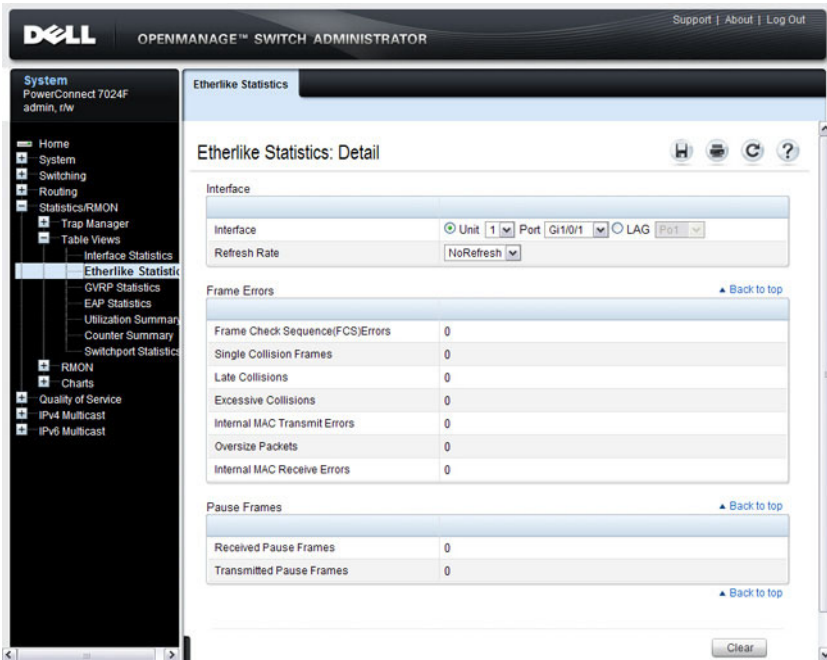 Support | About | Log Out
DELL OPENMANAGE™ SWITCH ADMINISTRATOR
System
PowerConnect 7024F
admin, r/w
Home
System
Switching
Routing
Statistics/RMON
Trap Manager
Table Views
Interface Statistics
Etherlike Statistic
GVRP Statistics
EAP Statistics
Utilization Summary
Counter Summary
Switchport Statistics
RMON
Charts
Quality of Service
IPv4 Multicast
IPv6 Multicast
Etherlike Statistics
Etherlike Statistics: Detail
Interface
Interface Unit 1 Port Gi1/0/1 LAG Po1
Refresh Rate NoRefresh
Frame Errors Back to top
Frame Check Sequence(FCS)Errors 0
Single Collision Frames 0
Late Collisions 0
Excessive Collisions 0
Internal MAC Transmit Errors 0
Oversize Packets 0
Internal MAC Receive Errors 0
Pause Frames Back to top
Received Pause Frames 0
Transmitted Pause Frames 0
Back to top
Clear